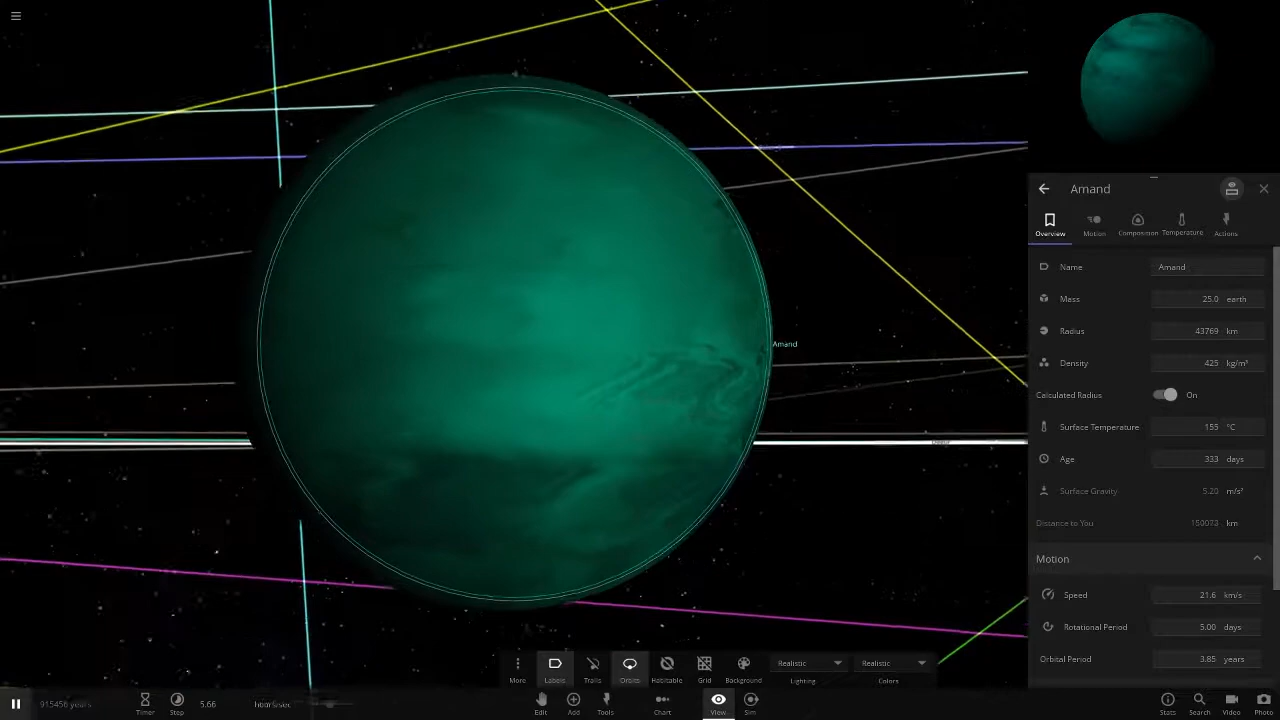 Amand
Overview
Motion
Composition
Temperature
Actions
Name Amand
Mass 25.0 earth
Radius 43769 km
Density 425 kg/m³
Calculated Radius On
Surface Temperature 155 °C
Age 333 days
Surface Gravity 5.20 m/s²
Distance to You 150073 km
Motion
Speed 21.6 km/s
Rotational Period 5.00 days
Orbital Period 3.85 years
Amand
More
Labels
Trails
Orbits
Habitable
Grid
Background
Realistic
Lighting
Realistic
Colors
915456 years
Timer
Step
5.66
Edit
Add
Tools
Chart
View
Sim
Stats
Search
Video
Photo